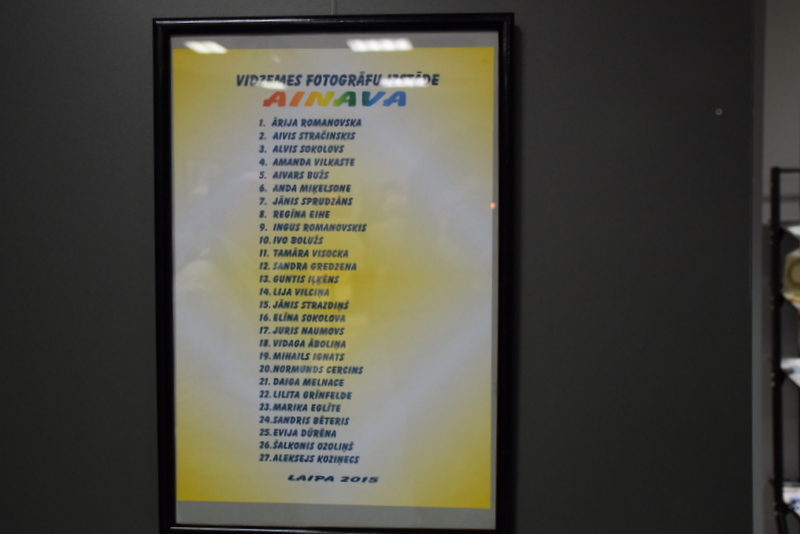 VIDZEMES FOTOGRĀFU IZSTĀDE
AINAVA
1. ĀRIJA ROMANOVSKA
2. AIVIS STRAČINSKIS
3. ALVIS SOKOLOVS
4. AMANDA VILKASTE
5. AIVARS BUŽS
6. ANDA MIĶELSONE
7. JĀNIS SPRUDZĀNS
8. REGĪNA EIHE
9. INGUS ROMANOVSKIS
10. IVO BOLUŽS
11. TAMĀRA VISOCKA
12. SANDRA GREDZENA
13. GUNTIS IĻĶĒNS
14. LIJA VILCIŅA
15. JĀNIS STRAZDIŅŠ
16. ELĪNA SOKOLOVA
17. JURIS NAUMOVS
18. VIDAGA ĀBOLIŅA
19. MIHAILS IGNATS
20. NORMUNDS CERCINS
21. DAIGA MELNACE
22. LILITA GRĪNFELDE
23. MARIKA EGLĪTE
24. SANDRIS BĒTERIS
25. EVIJA DŪRĒNA
26. ŠALKONIS OZOLIŅŠ
27. ALEKSEJS KOZIŅECS
LAIPA 2015